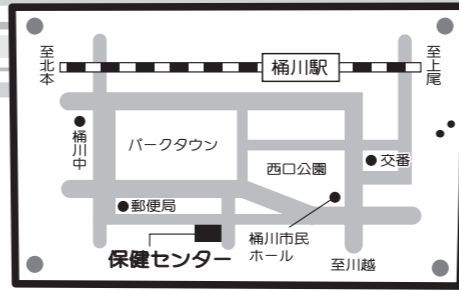 至北本
桶川駅
至上尾
桶川中
パークタウン
西口公園
交番
郵便局
保健センター
桶川市民
ホール
至川越